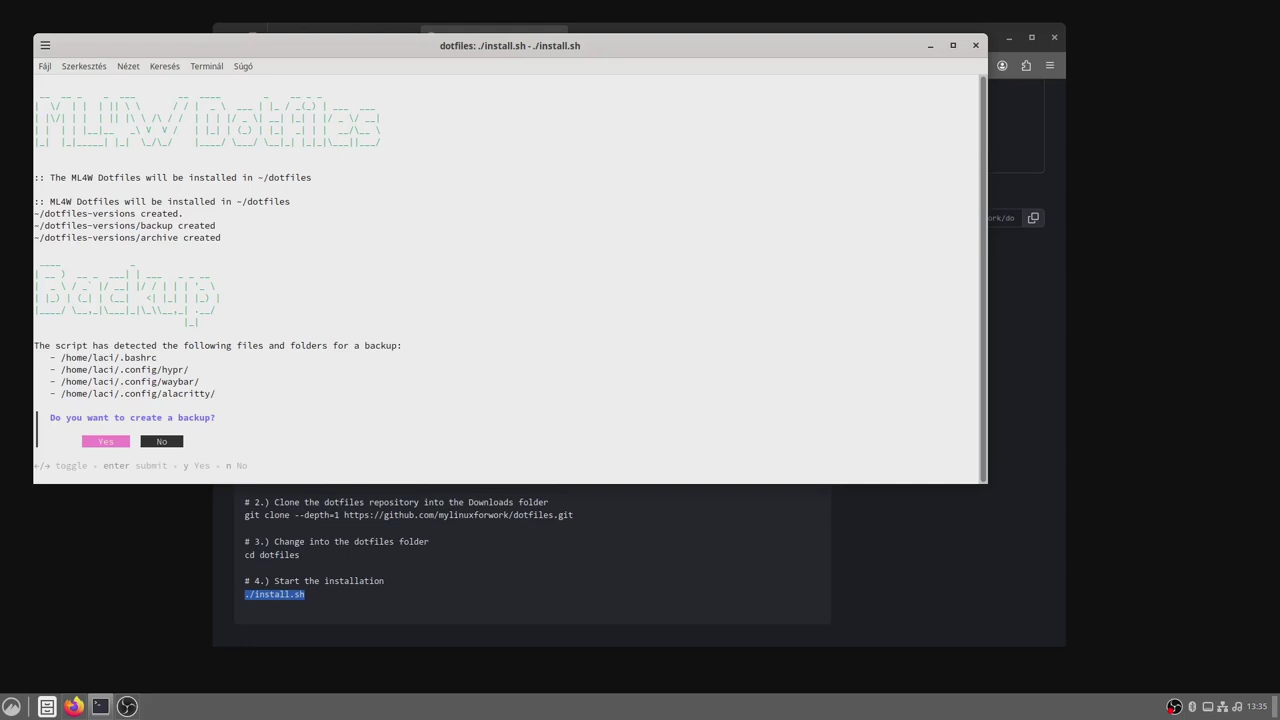 dotfiles: ./install.sh - ./install.sh
Fájl Szerkesztés Nézet Keresés Terminál Súgó
ML4W Dotfiles
:: The ML4W Dotfiles will be installed in ~/dotfiles
:: ML4W Dotfiles will be installed in ~/dotfiles
~/dotfiles-versions created.
~/dotfiles-versions/backup created
~/dotfiles-versions/archive created
Backup
The script has detected the following files and folders for a backup:
- /home/laci/.bashrc
- /home/laci/.config/hypr/
- /home/laci/.config/waybar/
- /home/laci/.config/alacritty/
Do you want to create a backup?
Yes No
←/→ toggle • enter submit • y Yes • n No
work/do
# 2.) Clone the dotfiles repository into the Downloads folder
git clone --depth=1 https://github.com/mylinuxforwork/dotfiles.git
# 3.) Change into the dotfiles folder
cd dotfiles
# 4.) Start the installation
./install.sh
13:35